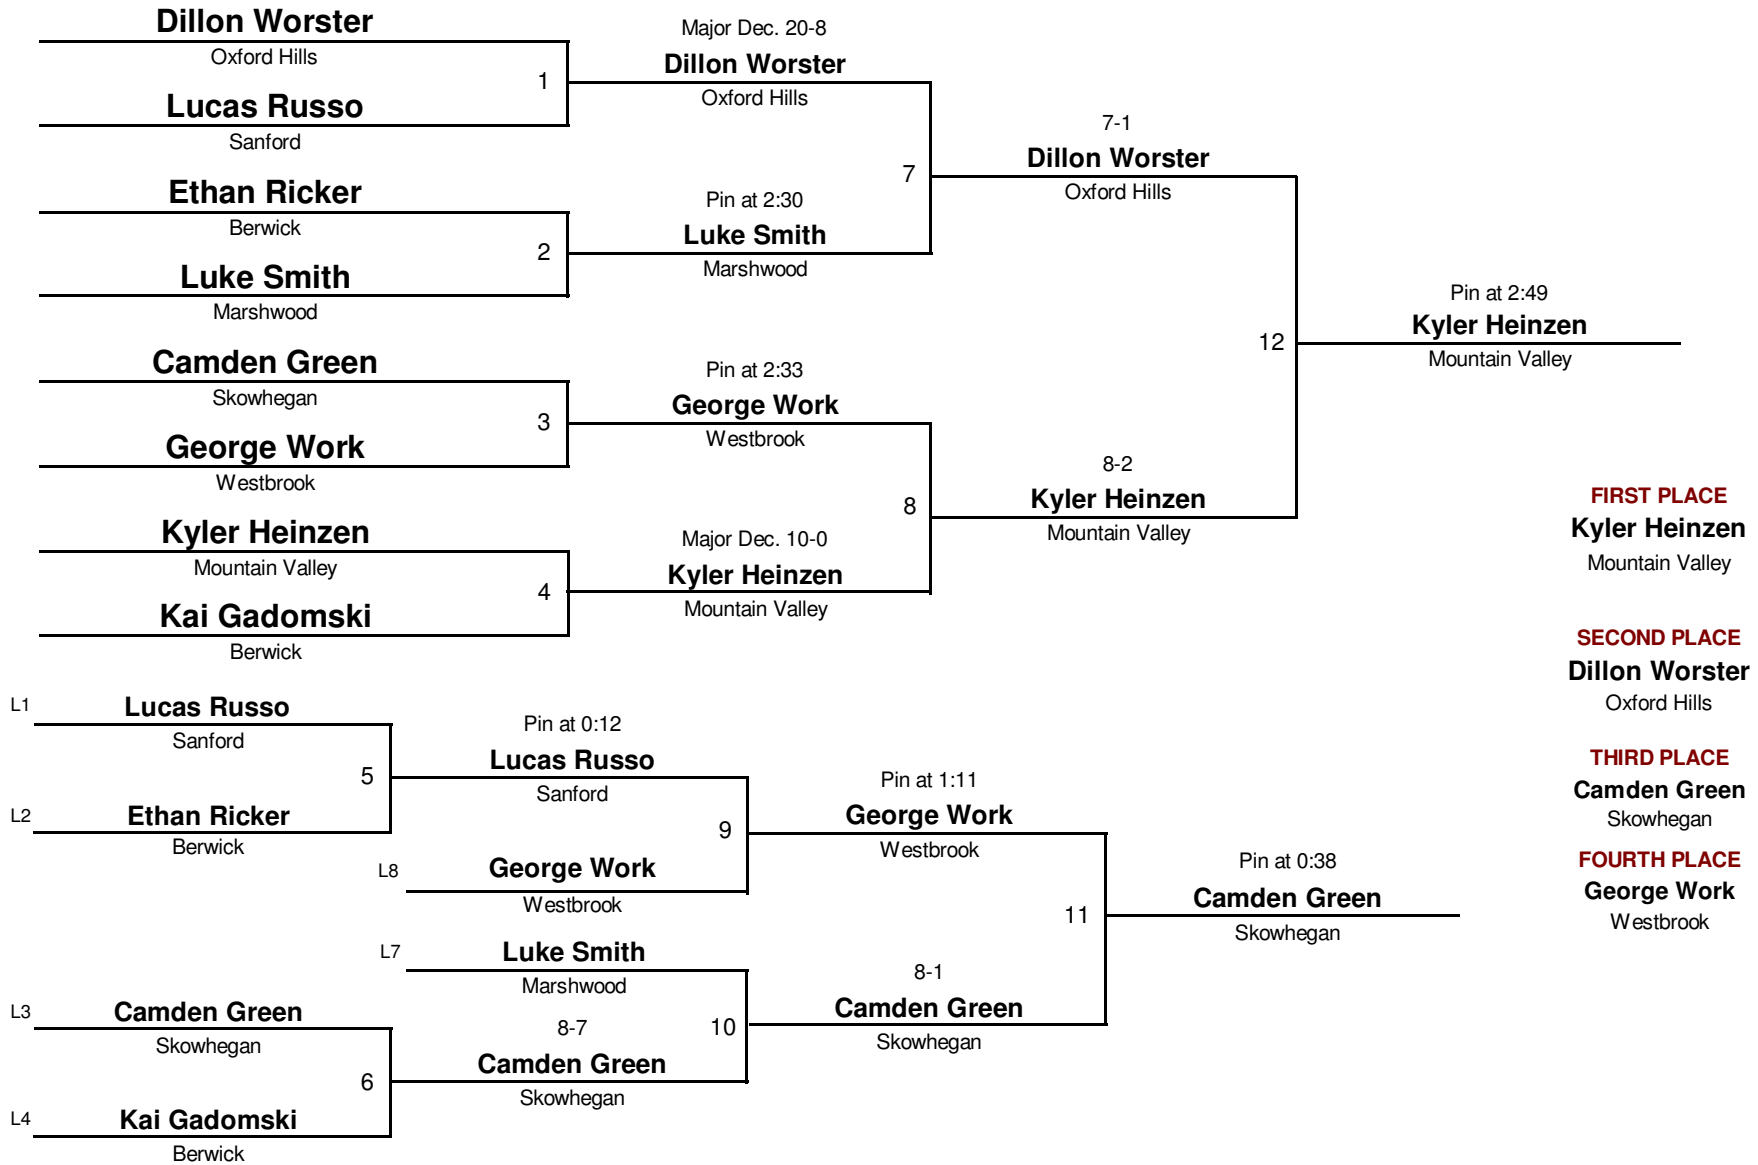 Dillon Worster
Oxford Hills
1
Lucas Russo
Sanford
Ethan Ricker
Berwick
2
Luke Smith
Marshwood
Camden Green
Skowhegan
3
George Work
Westbrook
Kyler Heinzen
Mountain Valley
4
Kai Gadomski
Berwick
Major Dec. 20-8
Dillon Worster
Oxford Hills
7
Pin at 2:30
Luke Smith
Marshwood
Pin at 2:33
George Work
Westbrook
8
Major Dec. 10-0
Kyler Heinzen
Mountain Valley
7-1
Dillon Worster
Oxford Hills
12
8-2
Kyler Heinzen
Mountain Valley
Pin at 2:49
Kyler Heinzen
Mountain Valley
FIRST PLACE
Kyler Heinzen
Mountain Valley
SECOND PLACE
Dillon Worster
Oxford Hills
THIRD PLACE
Camden Green
Skowhegan
FOURTH PLACE
George Work
Westbrook
L1
Lucas Russo
Sanford
5
L2
Ethan Ricker
Berwick
Pin at 0:12
Lucas Russo
Sanford
9
L8
George Work
Westbrook
L7
Luke Smith
Marshwood
10
L3
Camden Green
Skowhegan
6
L4
Kai Gadomski
Berwick
8-7
Camden Green
Skowhegan
Pin at 1:11
George Work
Westbrook
11
8-1
Camden Green
Skowhegan
Pin at 0:38
Camden Green
Skowhegan